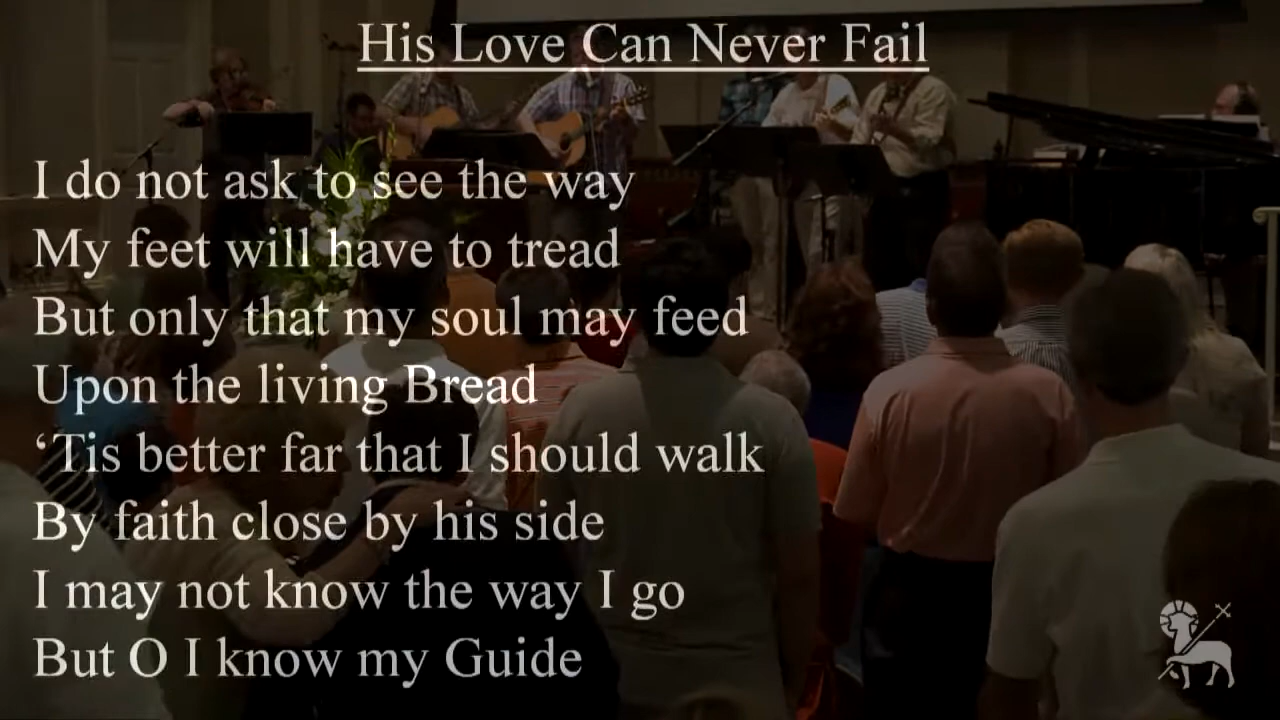 His Love Can Never Fail
I do not ask to see the way
My feet will have to tread
But only that my soul may feed
Upon the living Bread
‘Tis better far that I should walk
By faith close by his side
I may not know the way I go
But O I know my Guide